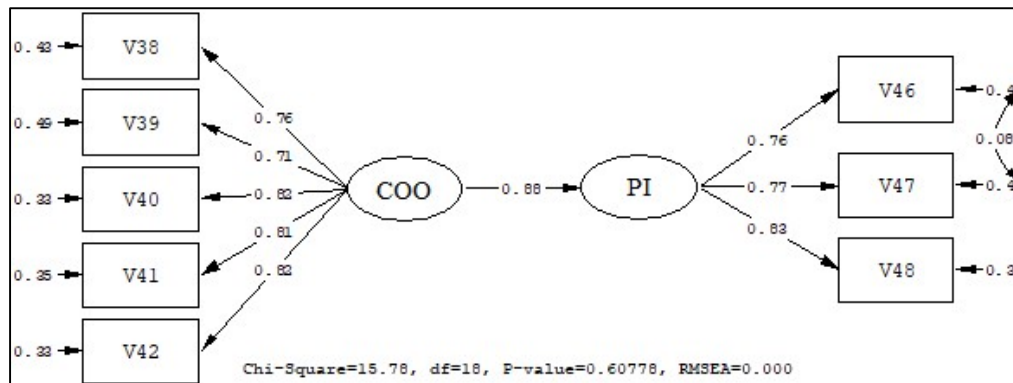 0.43 V38
0.76
0.49 V39
0.71
0.33 V40
0.82
0.35 V41
0.81
0.33 V42
0.82
COO
0.88
PI
0.76
V46
0.77
V47
0.08
0.83
V48
Chi-Square=15.78, df=18, P-value=0.60778, RMSEA=0.000